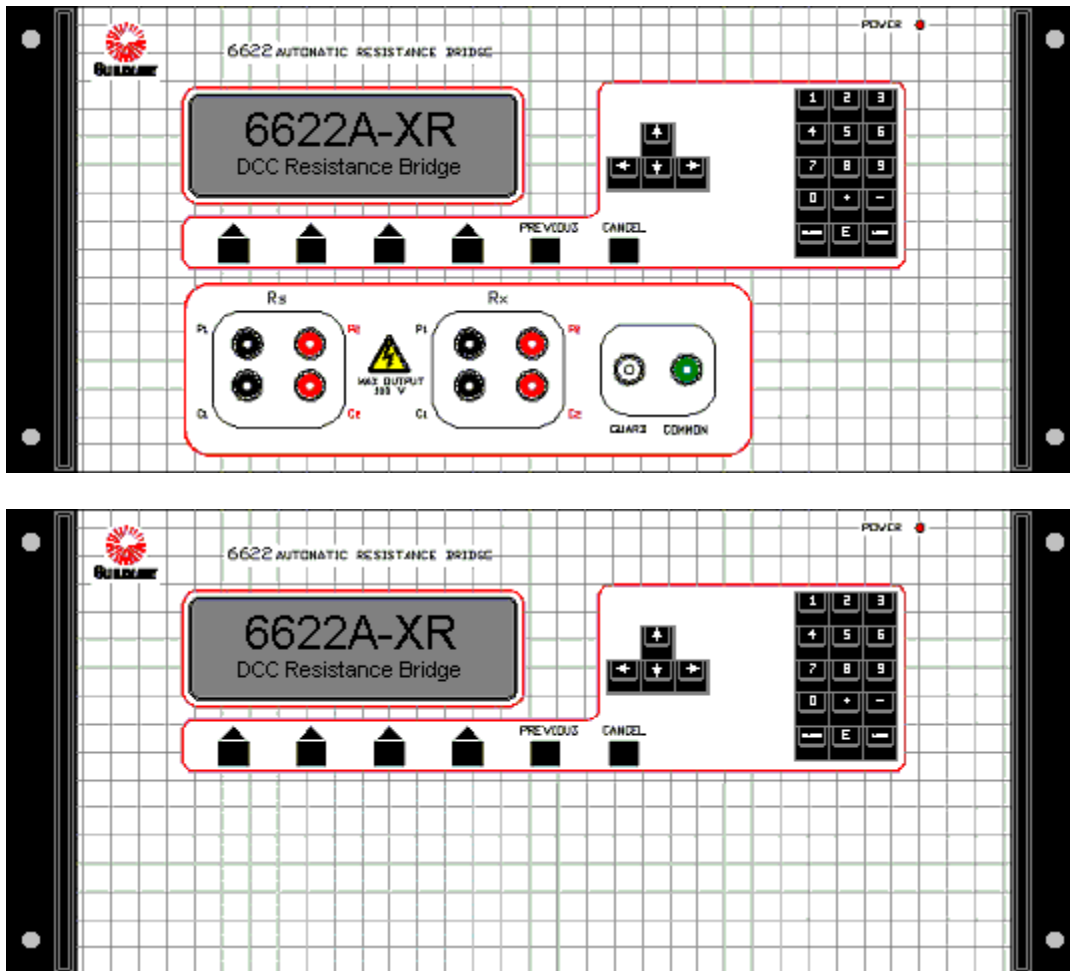 POWER
GUILDLINE
6622 AUTOMATIC RESISTANCE BRIDGE
6622A-XR
DCC Resistance Bridge
1 2 3
4 5 6
7 8 9
0 + -
E
PREVIOUS CANCEL
Rs Rx
P1 P2 P1 P2
MAX OUTPUT
V
C1 C2 C1 C2
GUARD COMMON
POWER
GUILDLINE
6622 AUTOMATIC RESISTANCE BRIDGE
6622A-XR
DCC Resistance Bridge
1 2 3
4 5 6
7 8 9
0 + -
E
PREVIOUS CANCEL